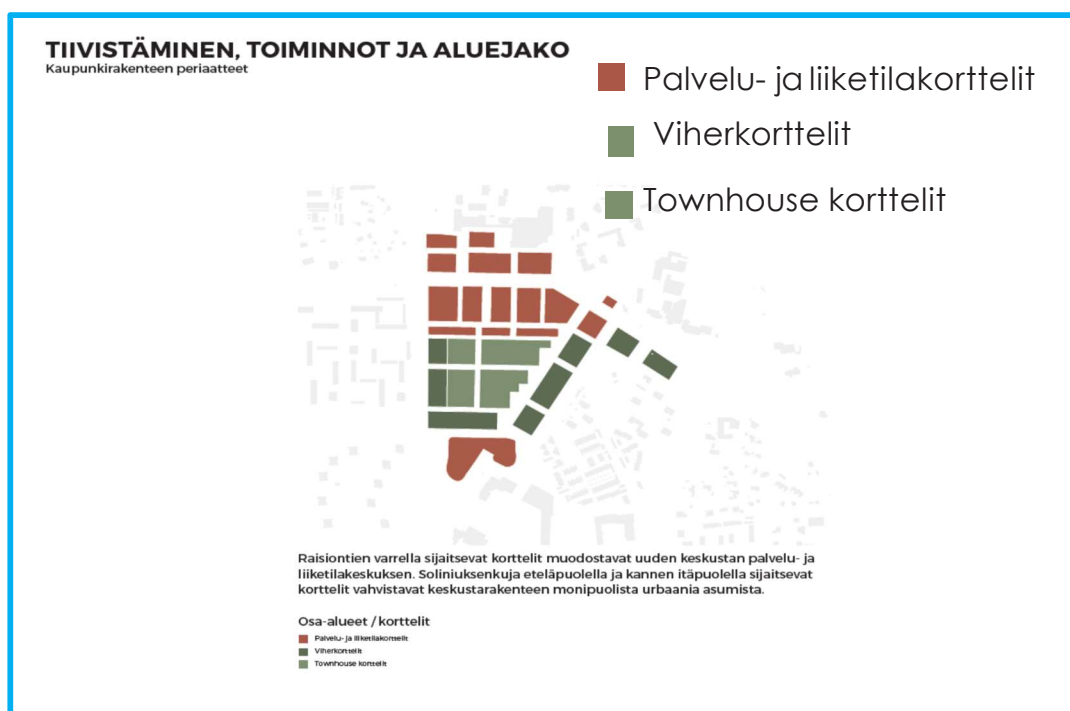 TIIVISTÄMINEN, TOIMINNOT JA ALUEJAKO
Kaupunkirakenteen periaatteet
Palvelu- ja liiketilakorttelit
Viherkorttelit
Townhouse korttelit
Raisiontien varrella sijaitsevat korttelit muodostavat uuden keskustan palvelu- ja
liiketilakeskuksen. Soliniuksenkuja eteläpuolella ja kannen itäpuolella sijaitsevat
korttelit vahvistavat keskustarakenteen monipuolista urbaania asumista.
Osa-alueet / korttelit
Palvelu- ja liiketilakorttelit
Viherkorttelit
Townhouse korttelit